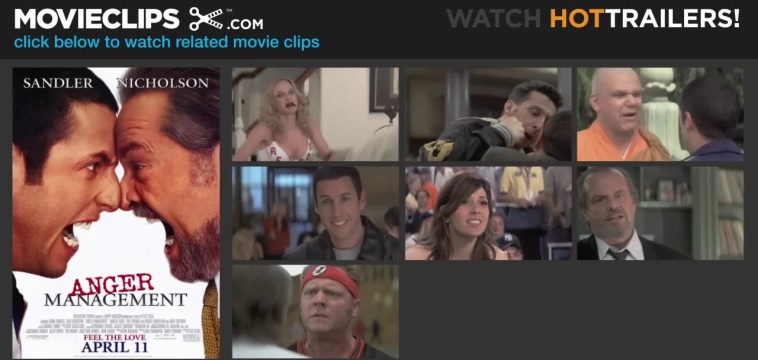 MOVIECLIPS .COM
™
WATCH HOTTRAILERS!
click below to watch related movie clips
SANDLER NICHOLSON
ANGER
MANAGEMENT
FEEL THE LOVE
APRIL 11